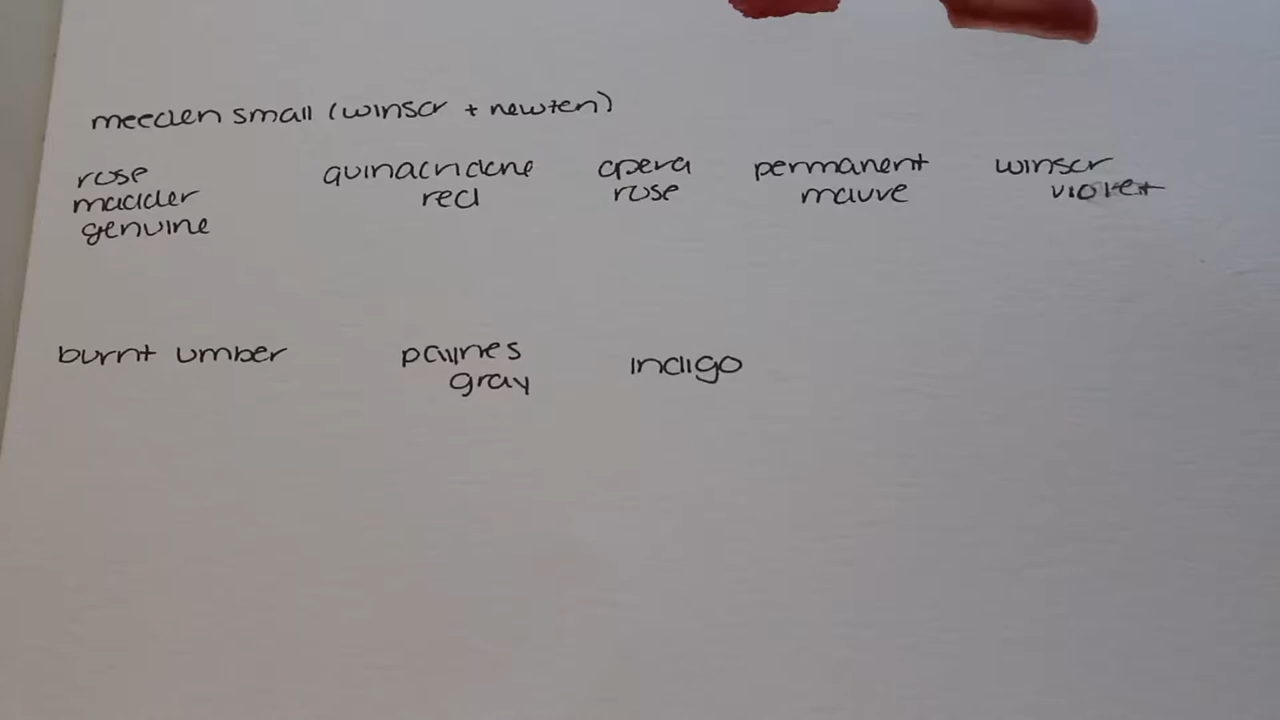 meeden small (winsor + newton)
rose quinacridone opera permanent winsor
madder red rose mauve violet
genuine
burnt umber paynes indigo
gray